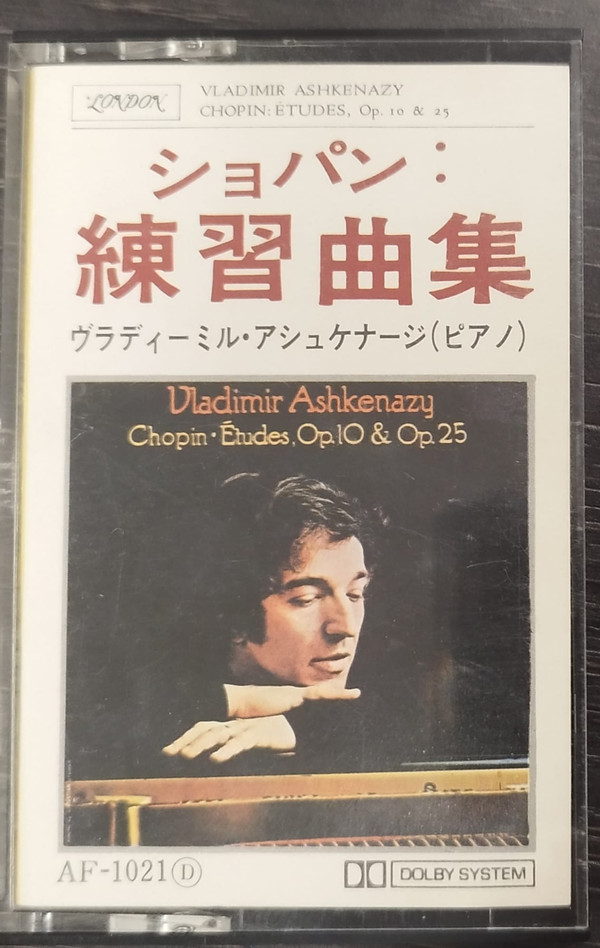 LONDON
VLADIMIR ASHKENAZY
CHOPIN: ÉTUDES, Op. 10 & 25
ショパン:
練習曲集
ヴラディーミル・アシュケナージ(ピアノ)
Vladimir Ashkenazy
Chopin・Études, Op.10 & Op.25
AF-1021Ⓓ
DOLBY SYSTEM